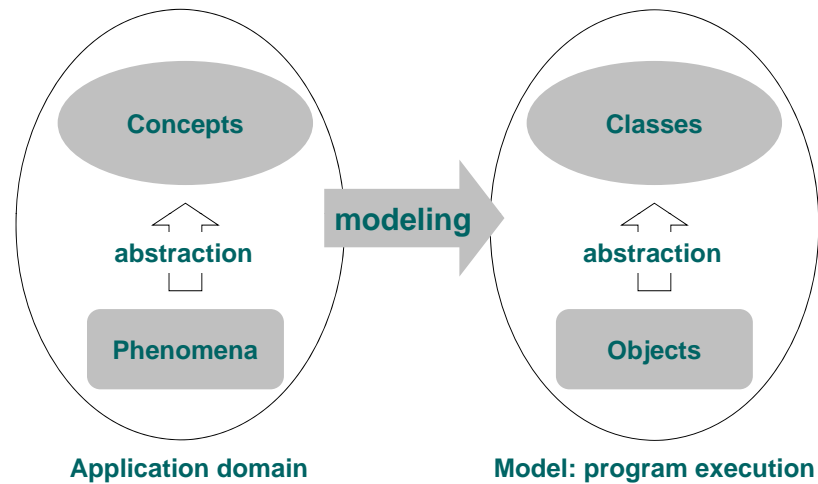 Concepts
abstraction
Phenomena
Application domain
modeling
Classes
abstraction
Objects
Model: program execution